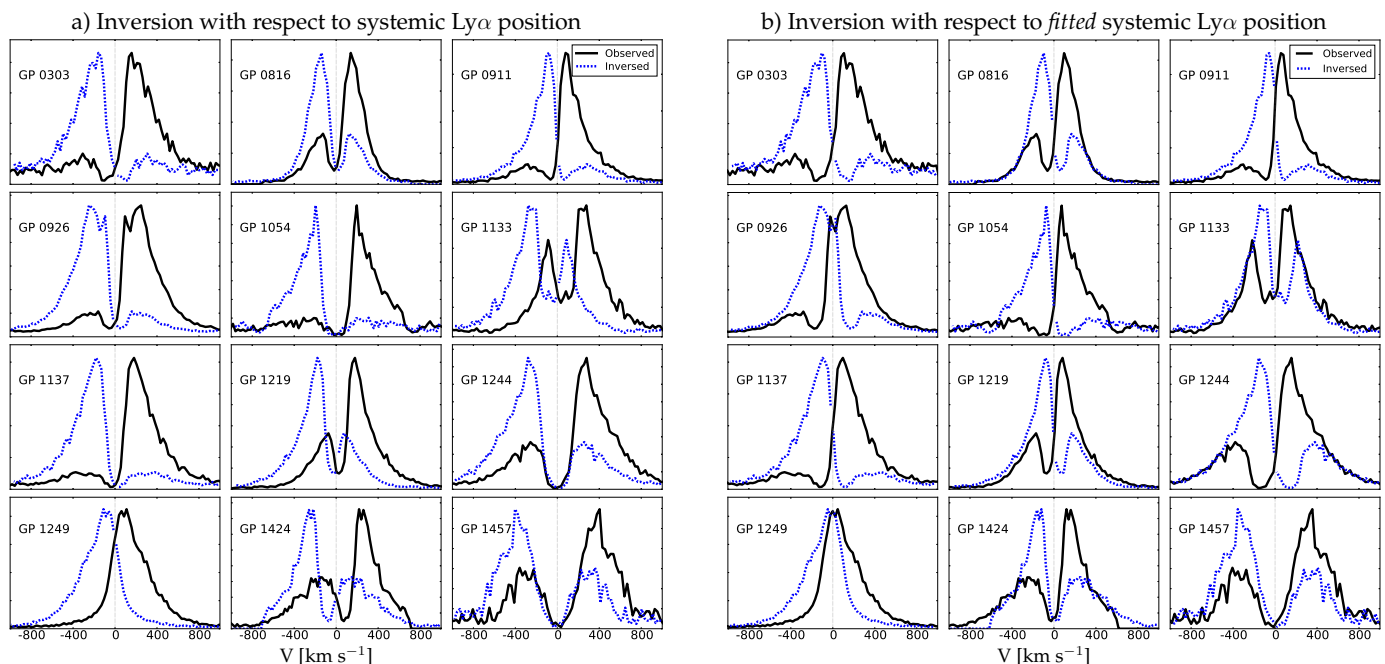 a) Inversion with respect to systemic Lyα position
GP 0303
GP 0816
GP 0911
Observed
Inversed
GP 0926
GP 1054
GP 1133
GP 1137
GP 1219
GP 1244
GP 1249
GP 1424
GP 1457
-800 -400 0 400 800 -800 -400 0 400 800 -800 -400 0 400 800
V [km s⁻¹]
b) Inversion with respect to fitted systemic Lyα position
GP 0303
GP 0816
GP 0911
Observed
Inversed
GP 0926
GP 1054
GP 1133
GP 1137
GP 1219
GP 1244
GP 1249
GP 1424
GP 1457
-800 -400 0 400 800 -800 -400 0 400 800 -800 -400 0 400 800
V [km s⁻¹]